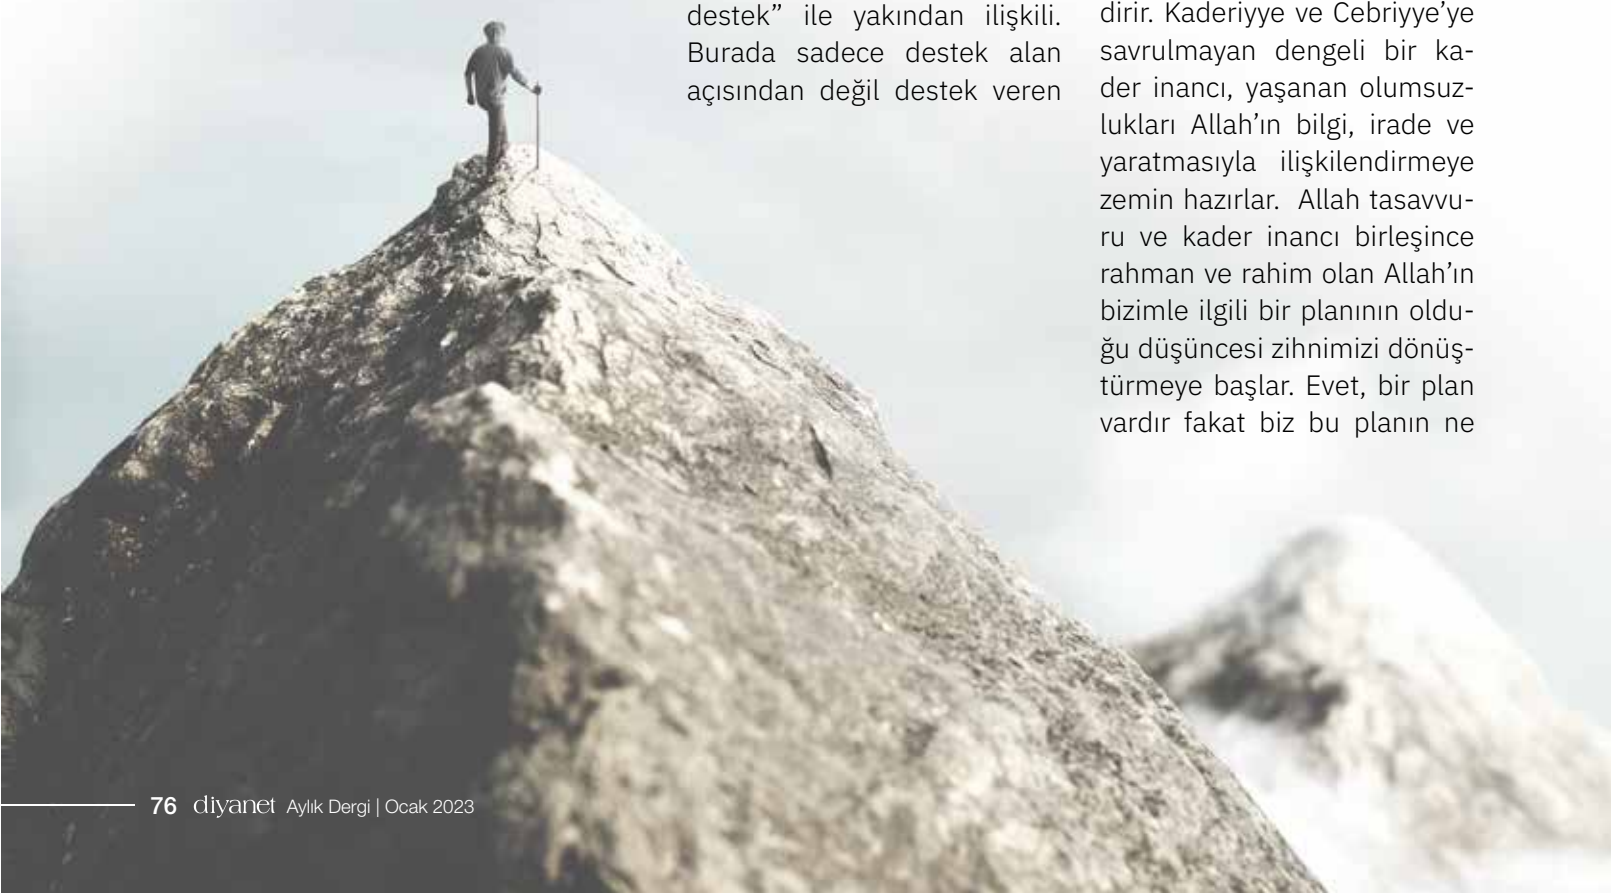 destek” ile yakından ilişkili.
Burada sadece destek alan
açısından değil destek veren
dirir. Kaderiyye ve Cebriyye’ye
savrulmayan dengeli bir ka-
der inancı, yaşanan olumsuz-
lukları Allah’ın bilgi, irade ve
yaratmasıyla ilişkilendirmeye
zemin hazırlar. Allah tasavvu-
ru ve kader inancı birleşince
rahman ve rahim olan Allah’ın
bizimle ilgili bir planının oldu-
ğu düşüncesi zihnimizi dönüş-
türmeye başlar. Evet, bir plan
vardır fakat biz bu planın ne
76 diyanet Aylık Dergi | Ocak 2023